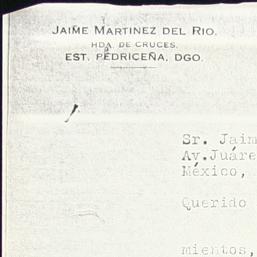 JAIME MARTINEZ DEL RIO.
HDA. DE CRUCES.
EST. PEDRICEÑA, DGO.
Sr. Jaim
Av.Juáre
México,
Querido
mientos,